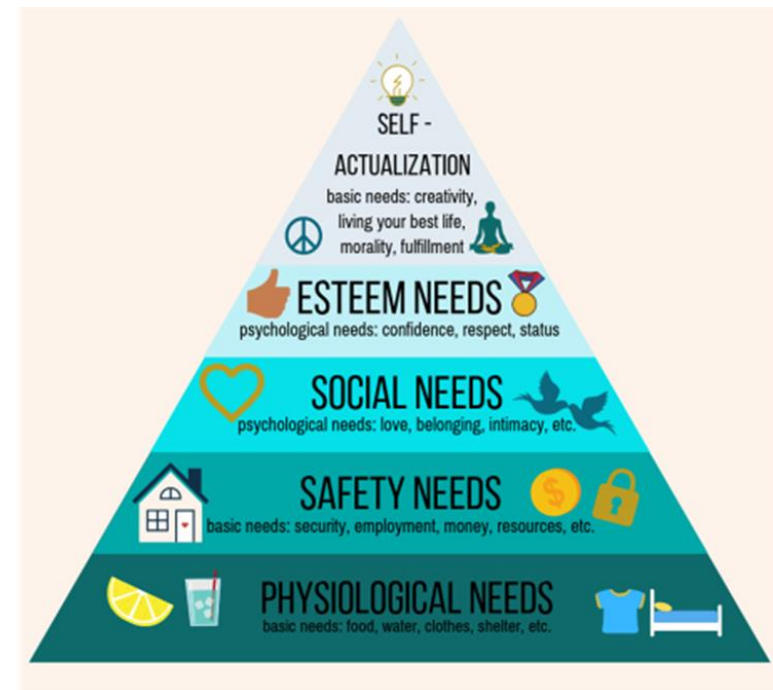 SELF -
ACTUALIZATION
basic needs: creativity,
living your best life,
morality, fulfillment
ESTEEM NEEDS
psychological needs: confidence, respect, status
SOCIAL NEEDS
psychological needs: love, belonging, intimacy, etc.
SAFETY NEEDS
basic needs: security, employment, money, resources, etc.
PHYSIOLOGICAL NEEDS
basic needs: food, water, clothes, shelter, etc.